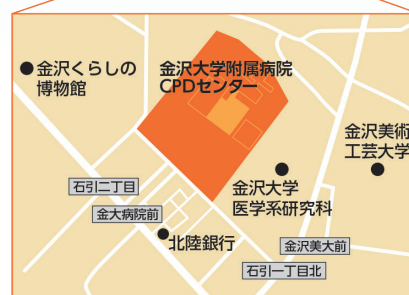 金沢くらしの
博物館
金沢大学附属病院
CPDセンター
金沢美術
工芸大学
金沢大学
医学系研究科
石引二丁目
金大病院前
北陸銀行
金沢美大前
石引一丁目北